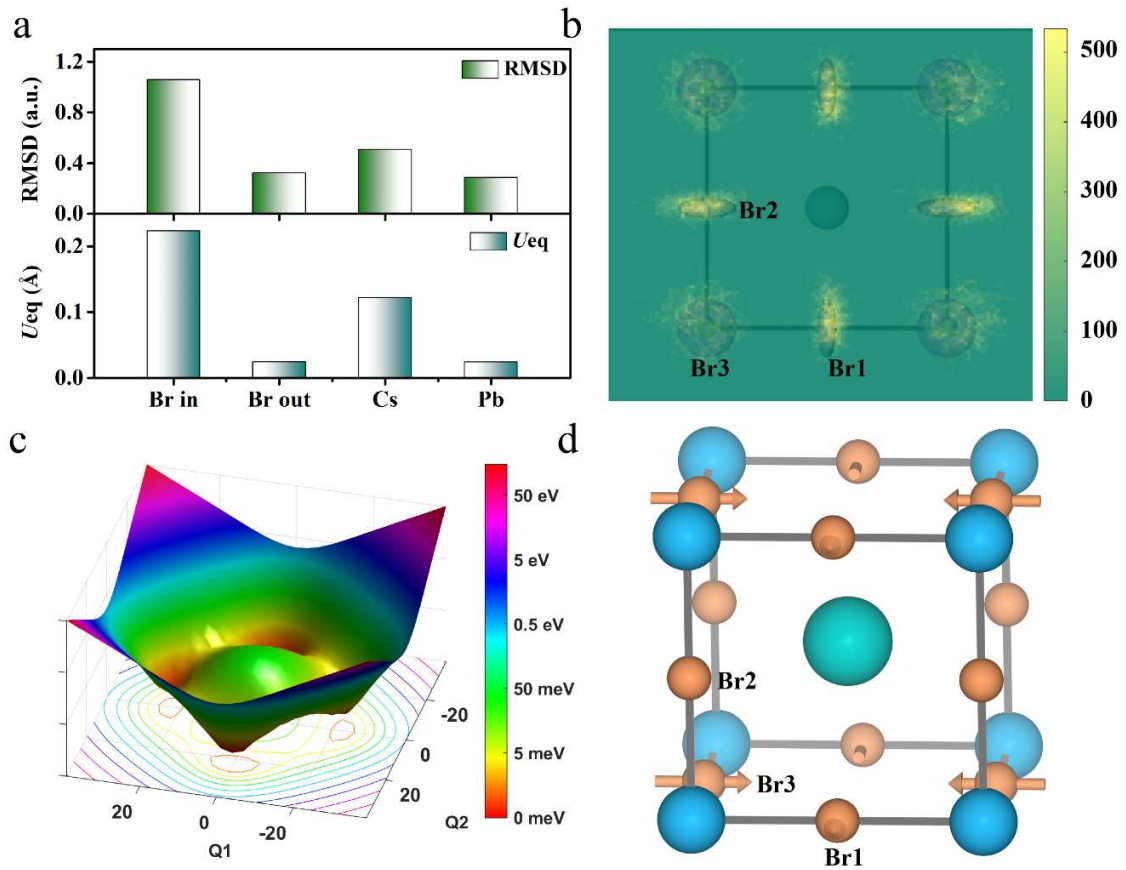 a
RMSD (a.u.)
1.2
0.8
0.4
0.0
RMSD
Ueq (Å)
0.2
0.1
0.0
Ueq
Br in Br out Cs Pb
b
Br2
Br3 Br1
500
400
300
200
100
0
c
50 eV
5 eV
0.5 eV
50 meV
5 meV
0 meV
20 0 -20
Q1
-20
0
20
Q2
d
Br2
Br3
Br1